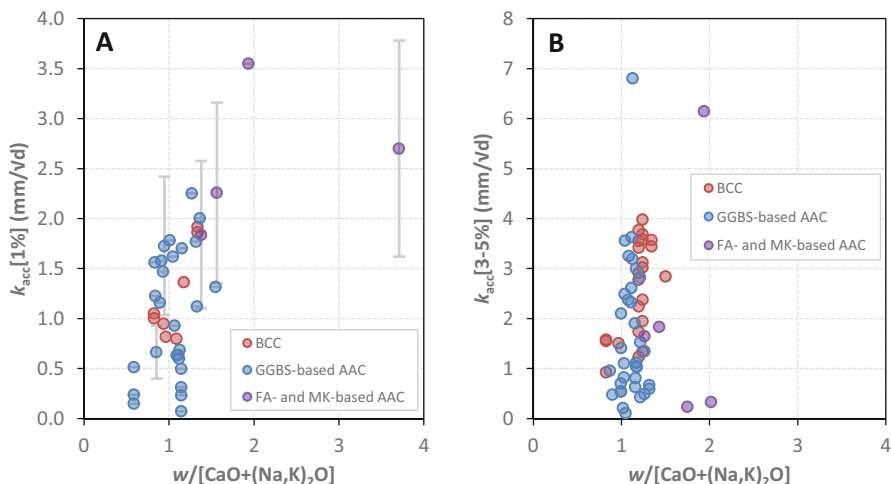 A
k_acc[1%] (mm/√d)
4.0
3.5
3.0
2.5
2.0
1.5
1.0
0.5
0.0
BCC
GGBS-based AAC
FA- and MK-based AAC
0 1 2 3 4
w/[CaO+(Na,K)₂O]
B
k_acc[3-5%] (mm/√d)
8
7
6
5
4
3
2
1
0
BCC
GGBS-based AAC
FA- and MK-based AAC
0 1 2 3 4
w/[CaO+(Na,K)₂O]